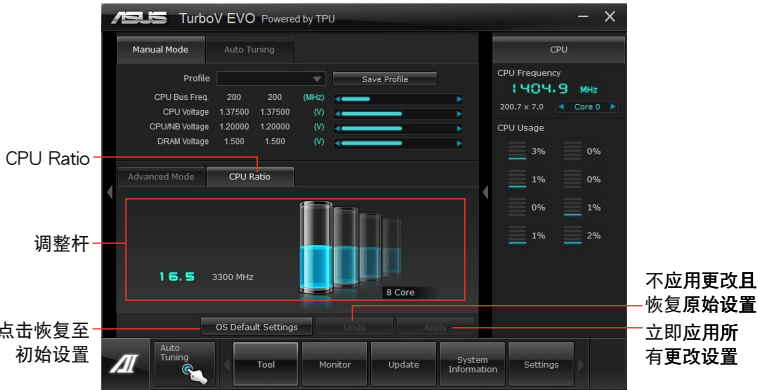 ASUS TurboV EVO Powered by TPU
Manual Mode
Auto Tuning
Profile
Save Profile
CPU Bus Freq. 200 200 (MHz)
CPU Voltage 1.37500 1.37500 (V)
CPU/NB Voltage 1.20000 1.20000 (V)
DRAM Voltage 1.500 1.500 (V)
Advanced Mode
CPU Ratio
16.5 3300 MHz
8 Core
OS Default Settings
Undo
Apply
Auto
Tuning
Tool
Monitor
Update
System
Information
Settings
CPU
CPU Frequency
1404.9 MHz
200.7 x 7.0 Core 0
CPU Usage
3% 0%
1% 0%
0% 1%
1% 2%
CPU Ratio
调整杆
点击恢复至
初始设置
不应用更改且
恢复原始设置
立即应用所
有更改设置